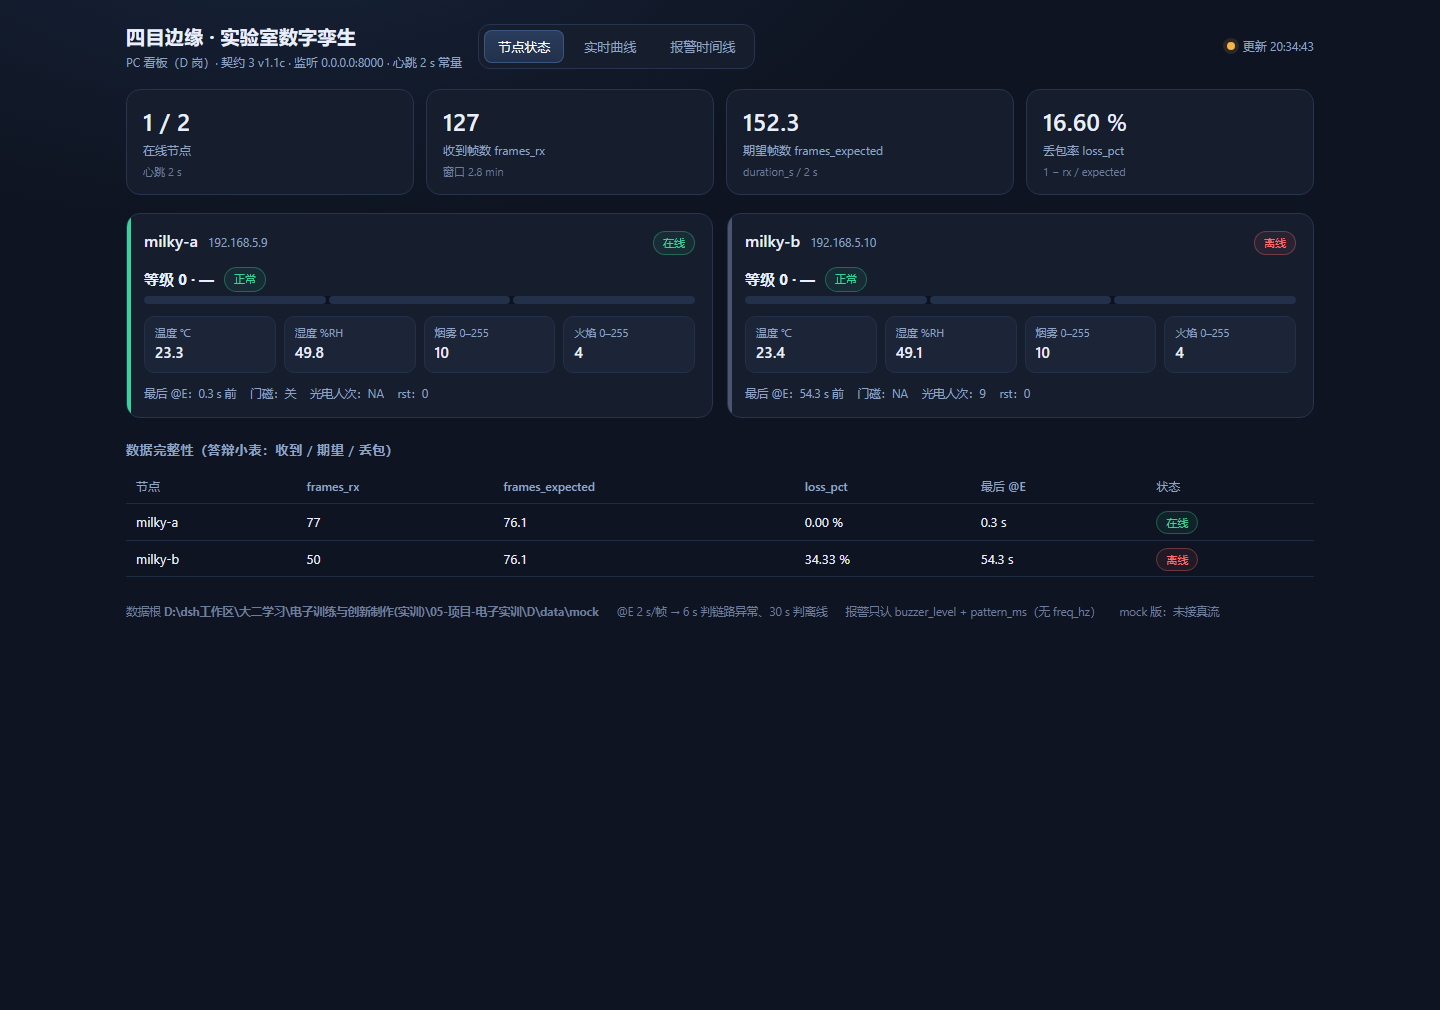 四目边缘 · 实验室数字孪生
PC 看板（D 岗）· 契约 3 v1.1c · 监听 0.0.0.0:8000 · 心跳 2 s 常量
节点状态 实时曲线 报警时间线
更新 20:34:43
1 / 2
在线节点
心跳 2 s
127
收到帧数 frames_rx
窗口 2.8 min
152.3
期望帧数 frames_expected
duration_s / 2 s
16.60 %
丢包率 loss_pct
1 − rx / expected
milky-a 192.168.5.9 在线
等级 0 · — 正常
温度 ℃ 湿度 %RH 烟雾 0–255 火焰 0–255
23.3 49.8 10 4
最后 @E：0.3 s 前 门磁：关 光电人次：NA rst：0
milky-b 192.168.5.10 离线
等级 0 · — 正常
温度 ℃ 湿度 %RH 烟雾 0–255 火焰 0–255
23.4 49.1 10 4
最后 @E：54.3 s 前 门磁：NA 光电人次：9 rst：0
数据完整性（答辩小表：收到 / 期望 / 丢包）
节点 frames_rx frames_expected loss_pct 最后 @E 状态
milky-a 77 76.1 0.00 % 0.3 s 在线
milky-b 50 76.1 34.33 % 54.3 s 离线
数据根 D:\dsh工作区\大二学习\电子训练与创新制作(实训)\05-项目-电子实训\D\data\mock @E 2 s/帧 → 6 s 判链路异常、30 s 判离线 报警只认 buzzer_level + pattern_ms（无 freq_hz） mock 版：未接真流